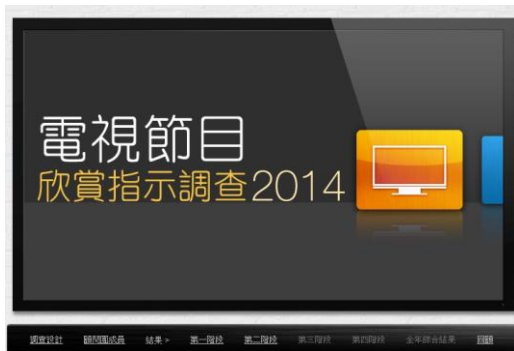 電視節目
欣賞指示調查2014
調查設計 顧問團成員 結果 > 第一階段 第二階段 第三階段 第四階段 全年綜合結果